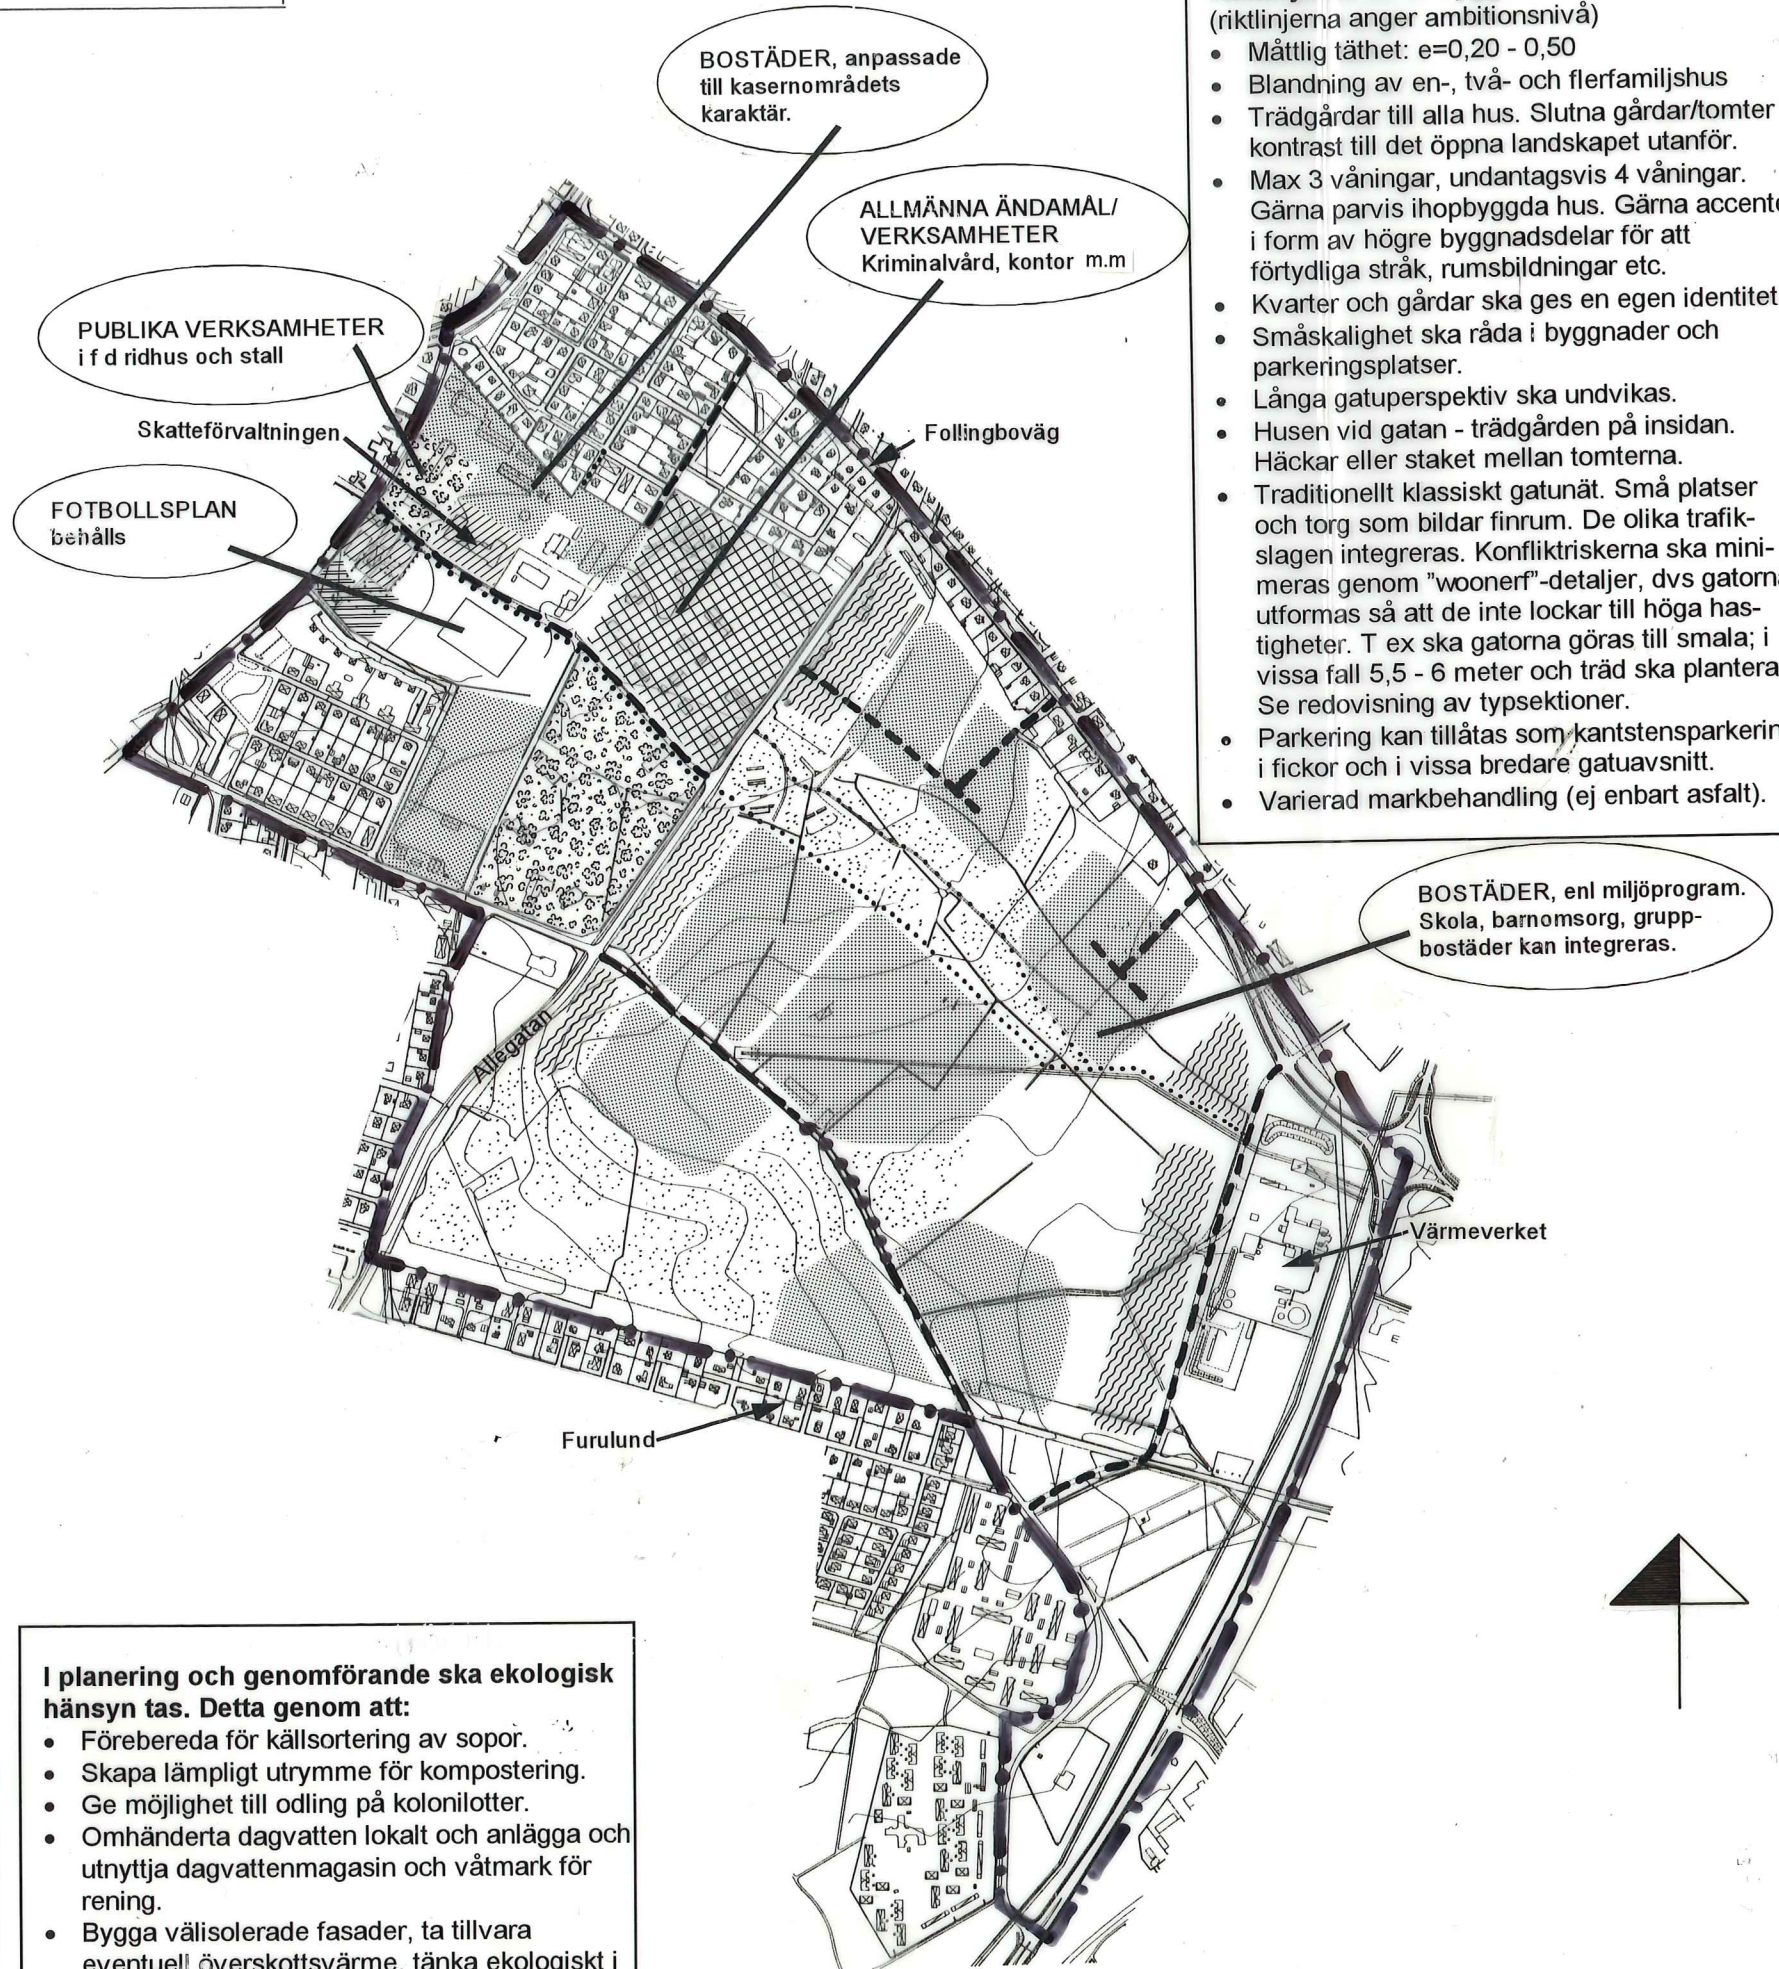 (riktlinjerna anger ambitionsnivå)
• Måttlig täthet: e=0,20 - 0,50
• Blandning av en-, två- och flerfamiljshus
• Trädgårdar till alla hus. Slutna gårdar/tomter
kontrast till det öppna landskapet utanför.
• Max 3 våningar, undantagsvis 4 våningar.
Gärna parvis ihopbyggda hus. Gärna accente
i form av högre byggnadsdelar för att
förtydliga stråk, rumsbildningar etc.
• Kvarter och gårdar ska ges en egen identitet
• Småskalighet ska råda i byggnader och
parkeringsplatser.
• Långa gatuperspektiv ska undvikas.
• Husen vid gatan - trädgården på insidan.
Häckar eller staket mellan tomterna.
• Traditionellt klassiskt gatunät. Små platser
och torg som bildar finrum. De olika trafik-
slagen integreras. Konfliktriskerna ska mini-
meras genom ”woonerf”-detaljer, dvs gatorna
utformas så att de inte lockar till höga has-
tigheter. T ex ska gatorna göras till smala; i
vissa fall 5,5 - 6 meter och träd ska plantera
Se redovisning av typsektioner.
• Parkering kan tillåtas som kantstensparkerin
i fickor och i vissa bredare gatuavsnitt.
• Varierad markbehandling (ej enbart asfalt).
BOSTÄDER, anpassade
till kasernområdets
karaktär.
ALLMÄNNA ÄNDAMÅL/
VERKSAMHETER
Kriminalvård, kontor m.m
PUBLIKA VERKSAMHETER
i f d ridhus och stall
Skatteförvaltningen
Follingboväg
FOTBOLLSPLAN
behålls
BOSTÄDER, enl miljöprogram.
Skola, barnomsorg, grupp-
bostäder kan integreras.
Allégatan
Värmeverket
Furulund
I planering och genomförande ska ekologisk
hänsyn tas. Detta genom att:
• Förebereda för källsortering av sopor.
• Skapa lämpligt utrymme för kompostering.
• Ge möjlighet till odling på kolonilotter.
• Omhänderta dagvatten lokalt och anlägga och
utnyttja dagvattenmagasin och våtmark för
rening.
• Bygga välisolerade fasader, ta tillvara
eventuell överskottsvärme, tänka ekologiskt i